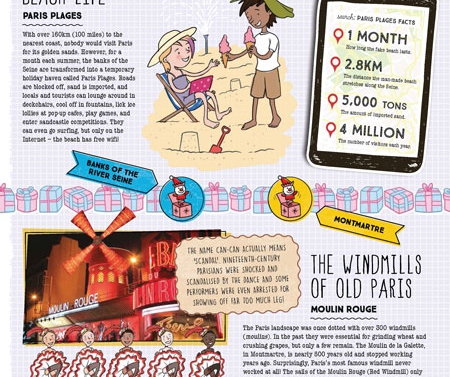 BEACH LIFE
PARIS PLAGES
With over 160km (100 miles) to the
nearest coast, nobody would visit Paris
for its golden sands. However, for a
month each summer, the banks of the
Seine are transformed into a temporary
holiday haven called Paris Plages. Roads
are blocked off, sand is imported, and
locals and tourists can lounge around in
deckchairs, cool off in fountains, lick ice
lollies at pop-up cafes, play games, and
enter sandcastle competitions. They
can even go surfing, but only on the
Internet – the beach has free wifi!
search: PARIS PLAGES FACTS
1 MONTH
How long the fake beach lasts.
2.8KM
The distance the man-made beach
stretches along the Seine.
5,000 TONS
The amount of imported sand.
4 MILLION
The number of visitors each year.
BANKS OF THE
RIVER SEINE
MONTMARTRE
MOULIN ROUGE
THE NAME CAN-CAN ACTUALLY MEANS
'SCANDAL'. NINETEENTH-CENTURY
PARISIANS WERE SHOCKED AND
SCANDALISED BY THE DANCE AND SOME
PERFORMERS WERE EVEN ARRESTED FOR
SHOWING OFF FAR TOO MUCH LEG!
THE WINDMILLS
OF OLD PARIS
MOULIN ROUGE
The Paris landscape was once dotted with over 300 windmills
(moulins). In the past they were essential for grinding wheat and
crushing grapes, but only a few remain. The Moulin de la Galette,
in Montmartre, is nearly 500 years old and stopped working
years ago. Surprisingly, Paris's most famous windmill never
worked at all! The sails of the Moulin Rouge (Red Windmill) only